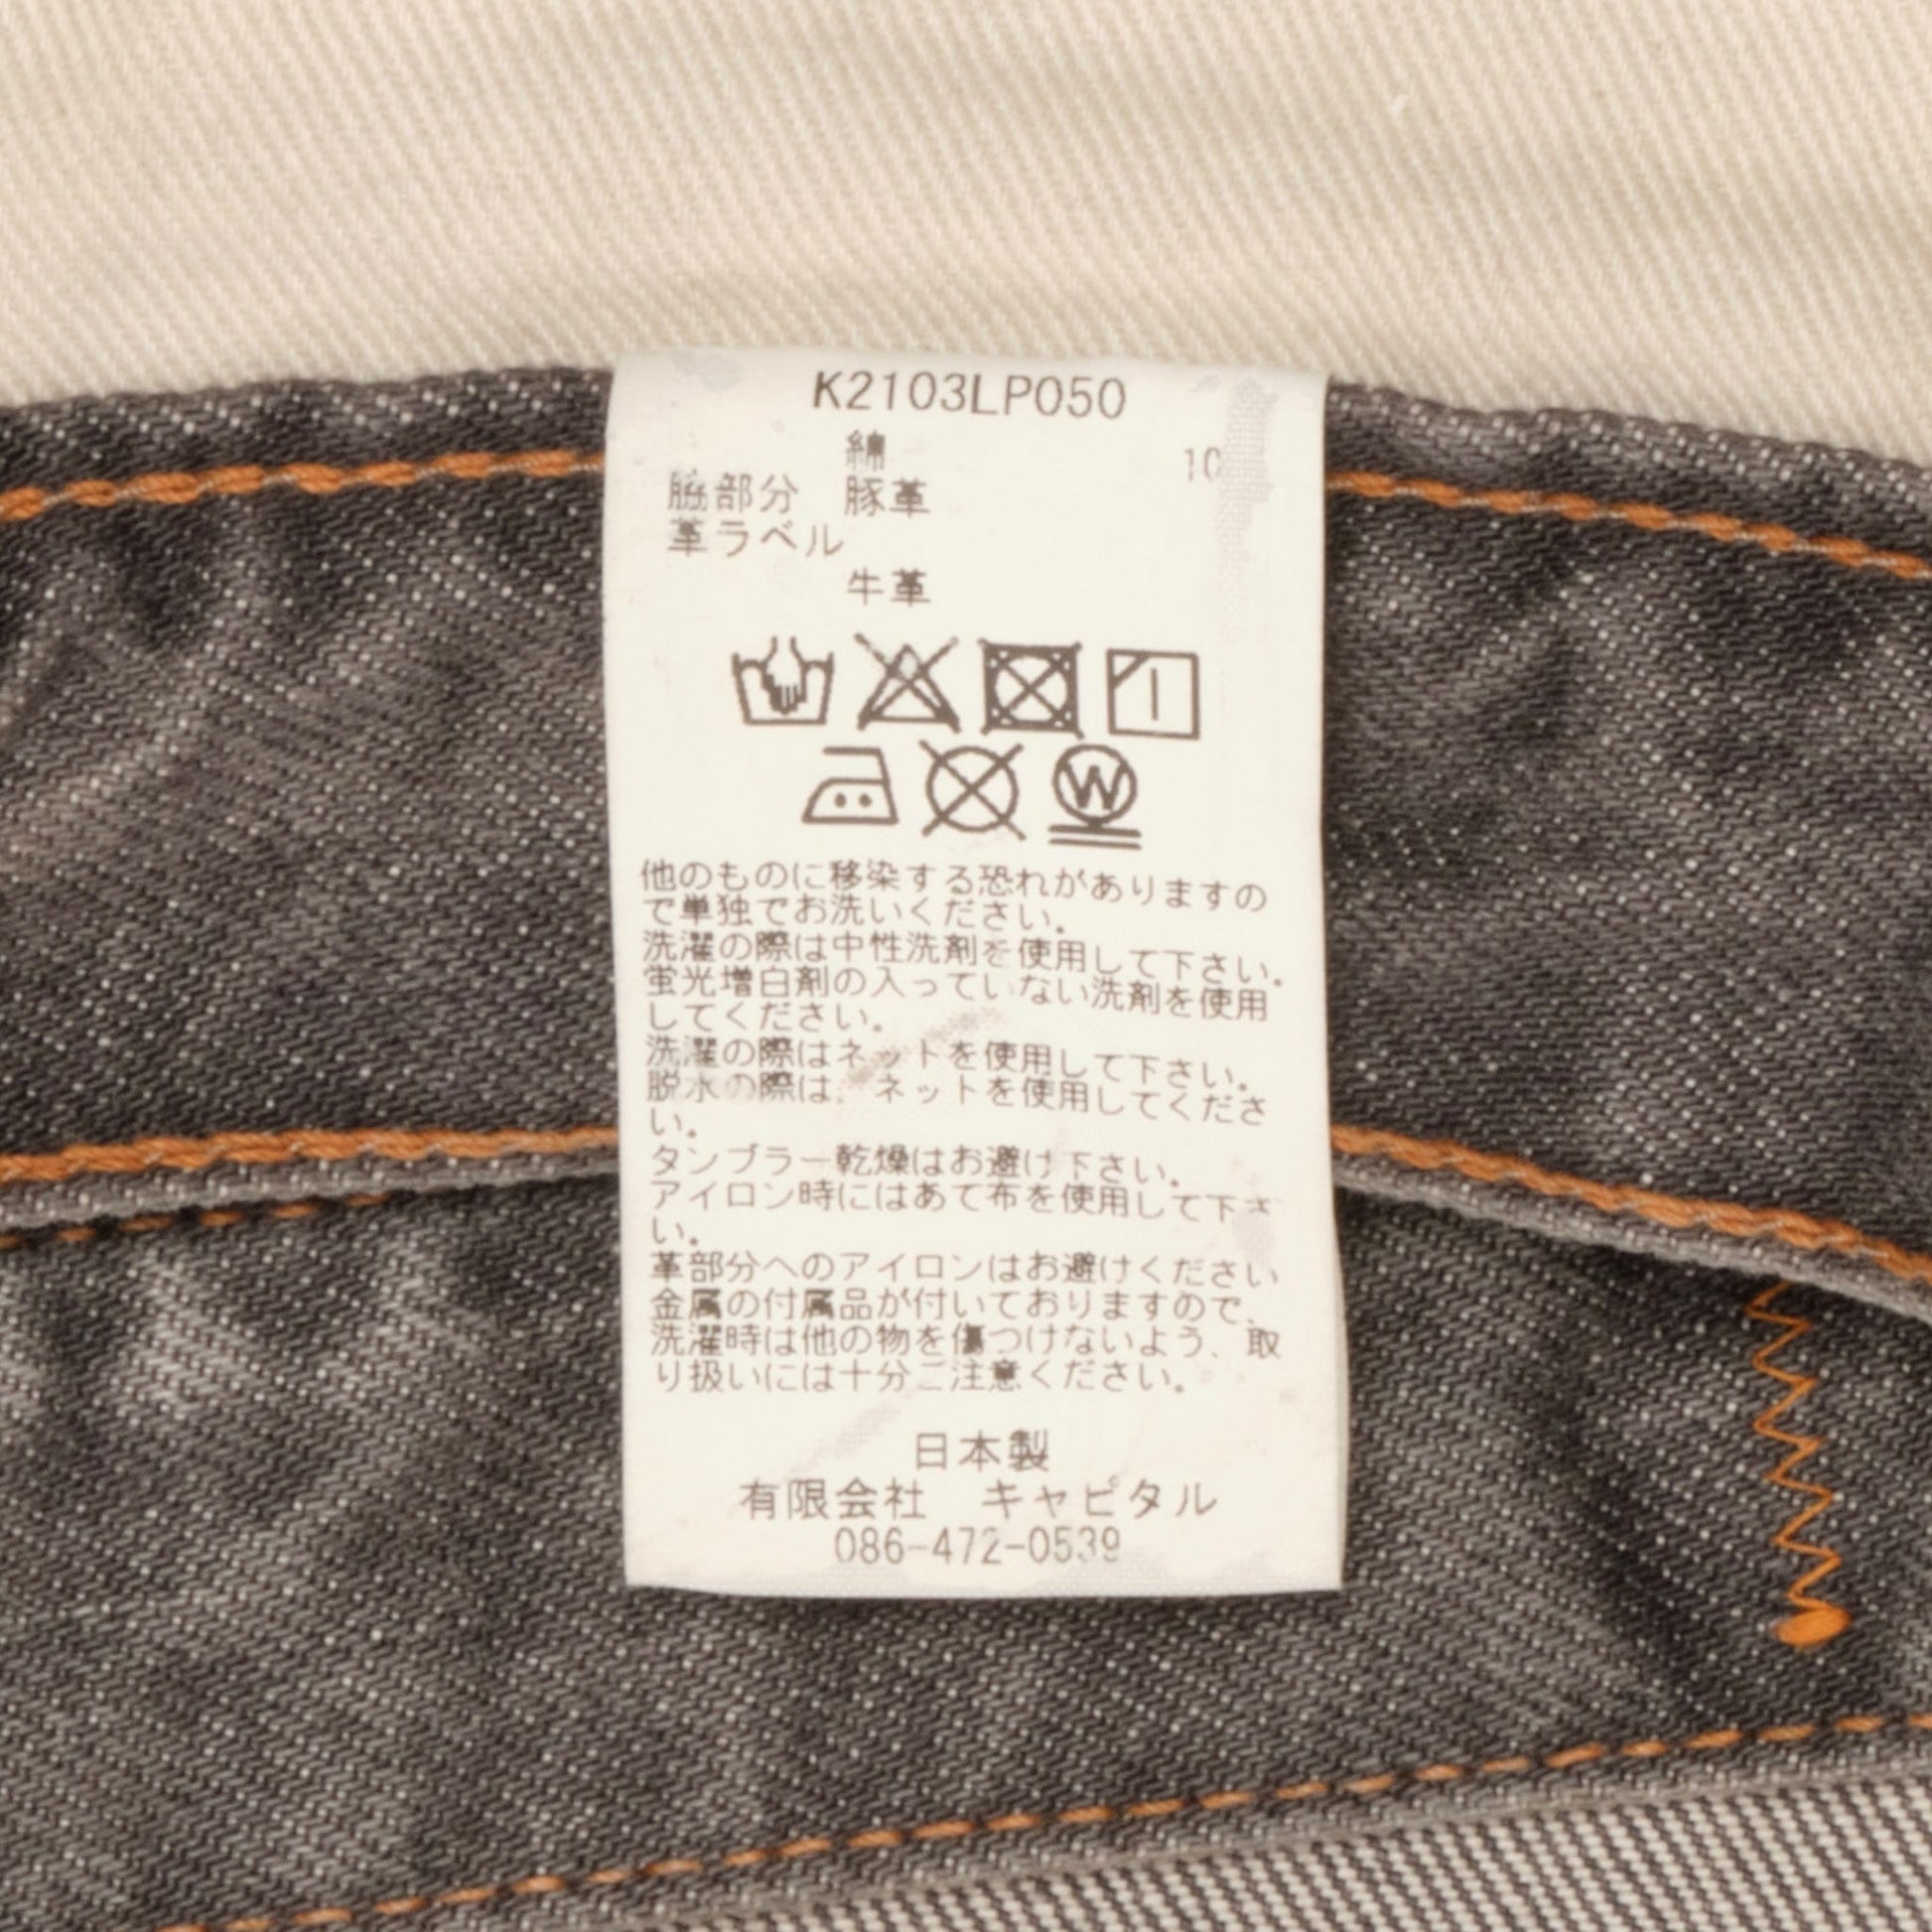 K2103LP050
綿 10
脇部分 豚革
革ラベル
牛革
W
他のものに移染する恐れがありますの
で単独でお洗いください。
洗濯の際は中性洗剤を使用して下さい。
蛍光増白剤の入っていない洗剤を使用
してください。
洗濯の際はネットを使用して下さい。
脱水の際は、ネットを使用してくださ
い。
タンブラー乾燥はお避け下さい。
アイロン時にはあて布を使用して下さ
い。
革部分へのアイロンはお避けください
金属の付属品が付いておりますので、
洗濯時は他の物を傷つけないよう、取
り扱いには十分ご注意ください。
日本製
有限会社 キャピタル
086-472-0539